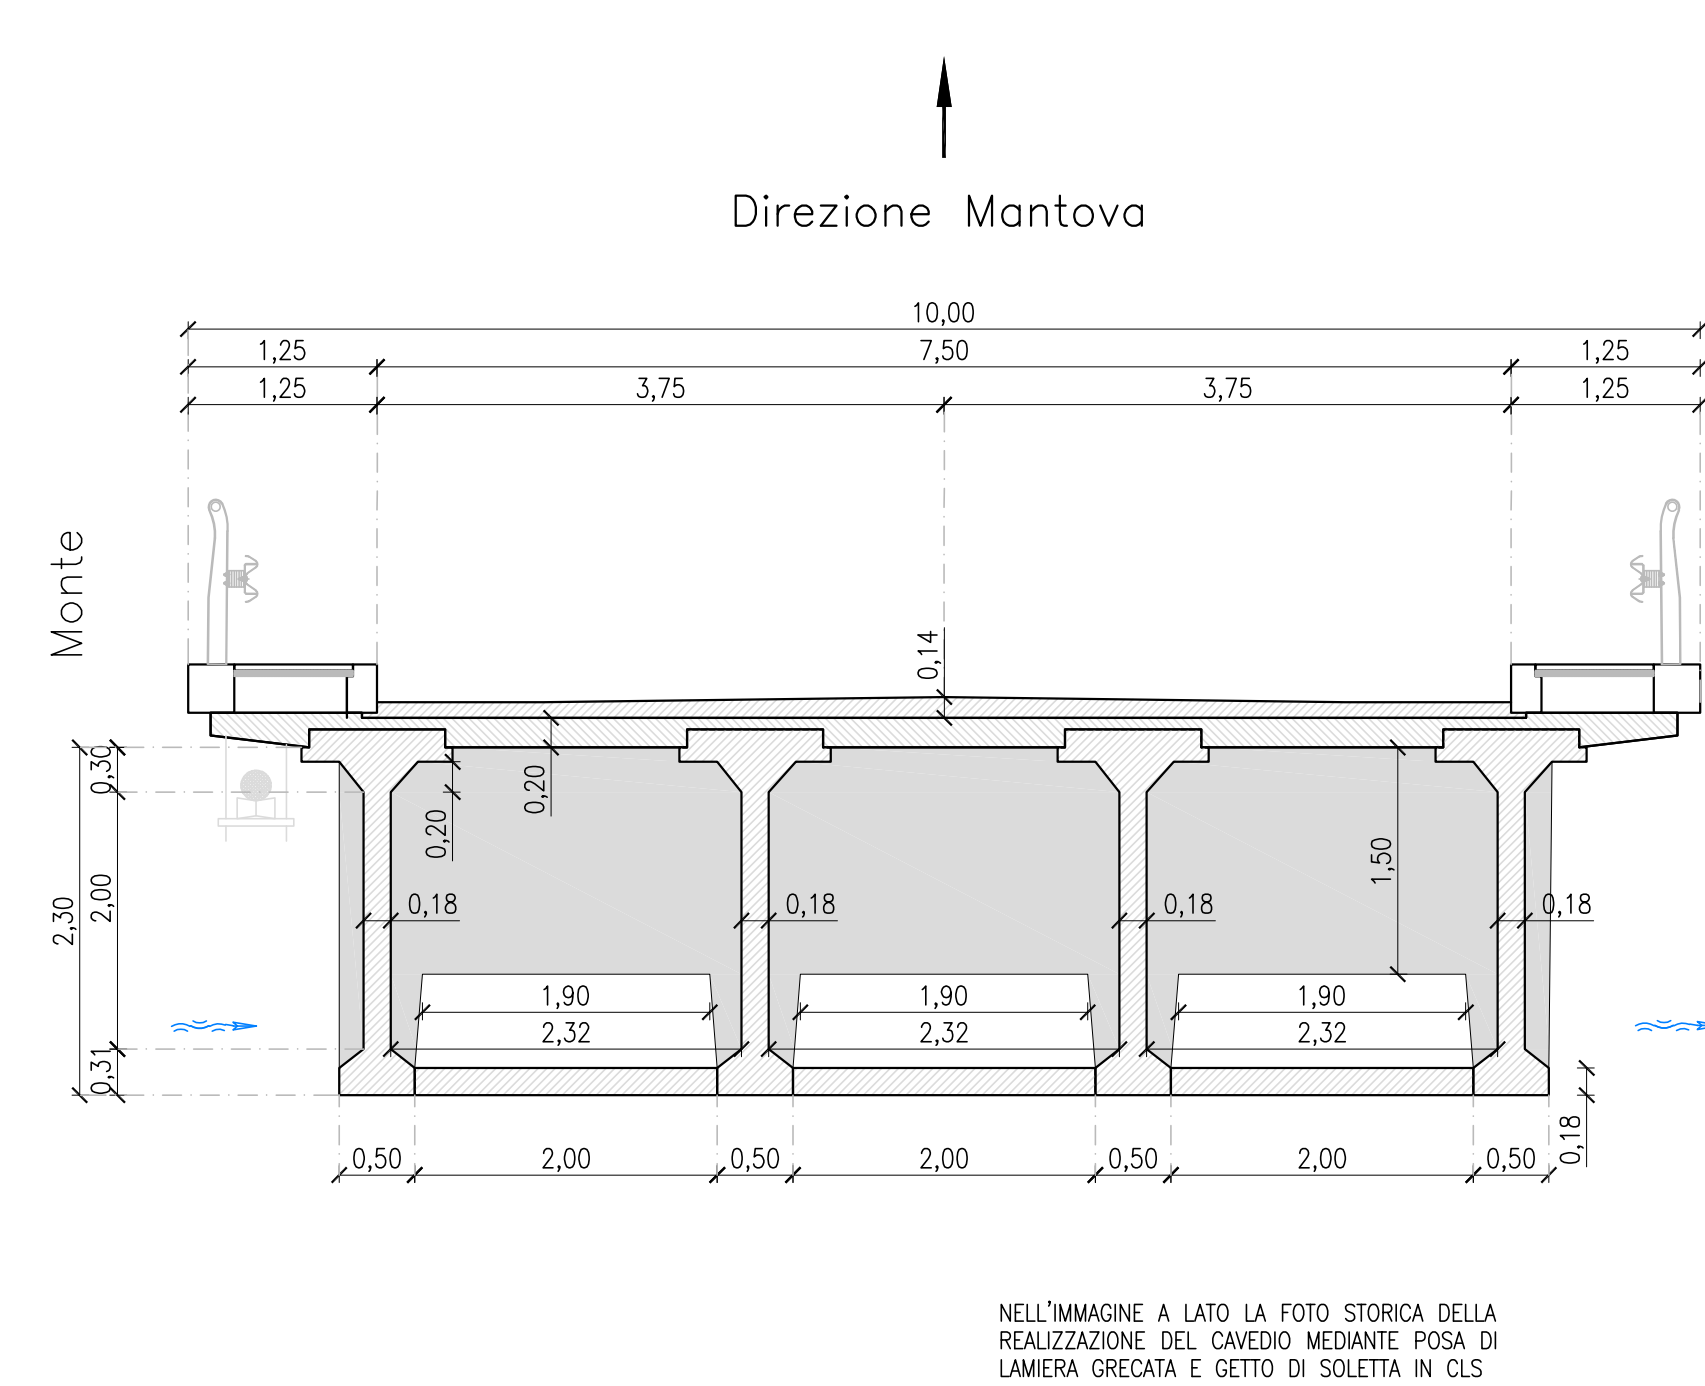 Direzione Mantova
10,00
1,25 7,50 1,25
1,25 3,75 3,75 1,25
Monte
0,14
0,30
0,20
0,20
1,50
2,00
2,30
0,18 0,18 0,18 0,18
1,90 1,90 1,90
2,32 2,32 2,32
0,31
0,18
0,50 2,00 0,50 2,00 0,50 2,00 0,50
NELL'IMMAGINE A LATO LA FOTO STORICA DELLA
REALIZZAZIONE DEL CAVEDIO MEDIANTE POSA DI
LAMIERA GRECATA E GETTO DI SOLETTA IN CLS